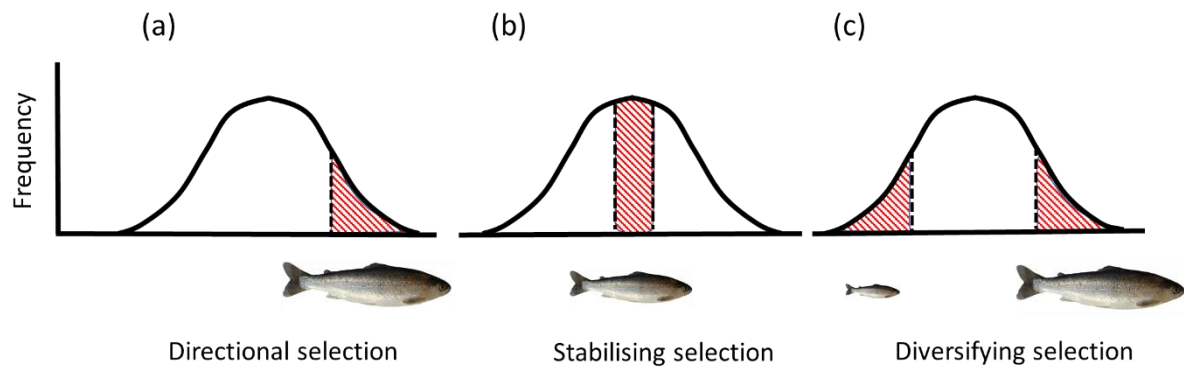 (a)
(b)
(c)
Frequency
Directional selection
Stabilising selection
Diversifying selection